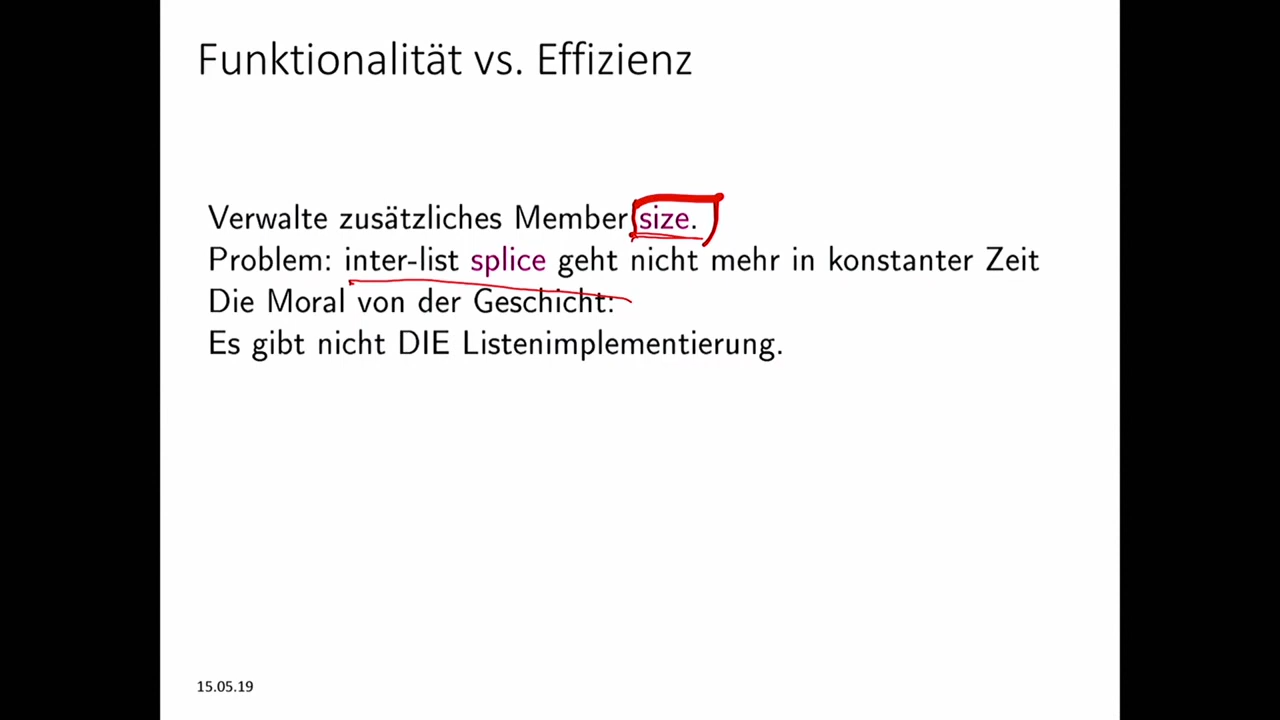 Funktionalität vs. Effizienz
Verwalte zusätzliches Member size.
Problem: inter-list splice geht nicht mehr in konstanter Zeit
Die Moral von der Geschicht:
Es gibt nicht DIE Listenimplementierung.
15.05.19